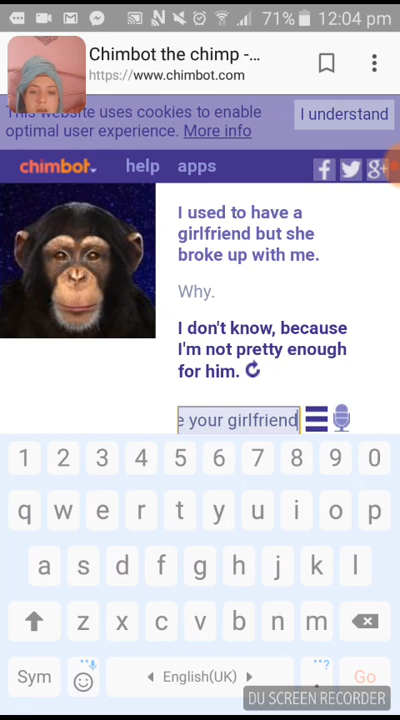 71% 12:04 pm
Chimbot the chimp -...
https://www.chimbot.com
This website uses cookies to enable
optimal user experience. More info
I understand
chimbot help apps
f g+
I used to have a
girlfriend but she
broke up with me.
Why.
I don't know, because
I'm not pretty enough
for him.
e your girlfriend
1 2 3 4 5 6 7 8 9 0
q w e r t y u i o p
a s d f g h j k l
z x c v b n m
Sym English(UK) . Go
DU SCREEN RECORDER